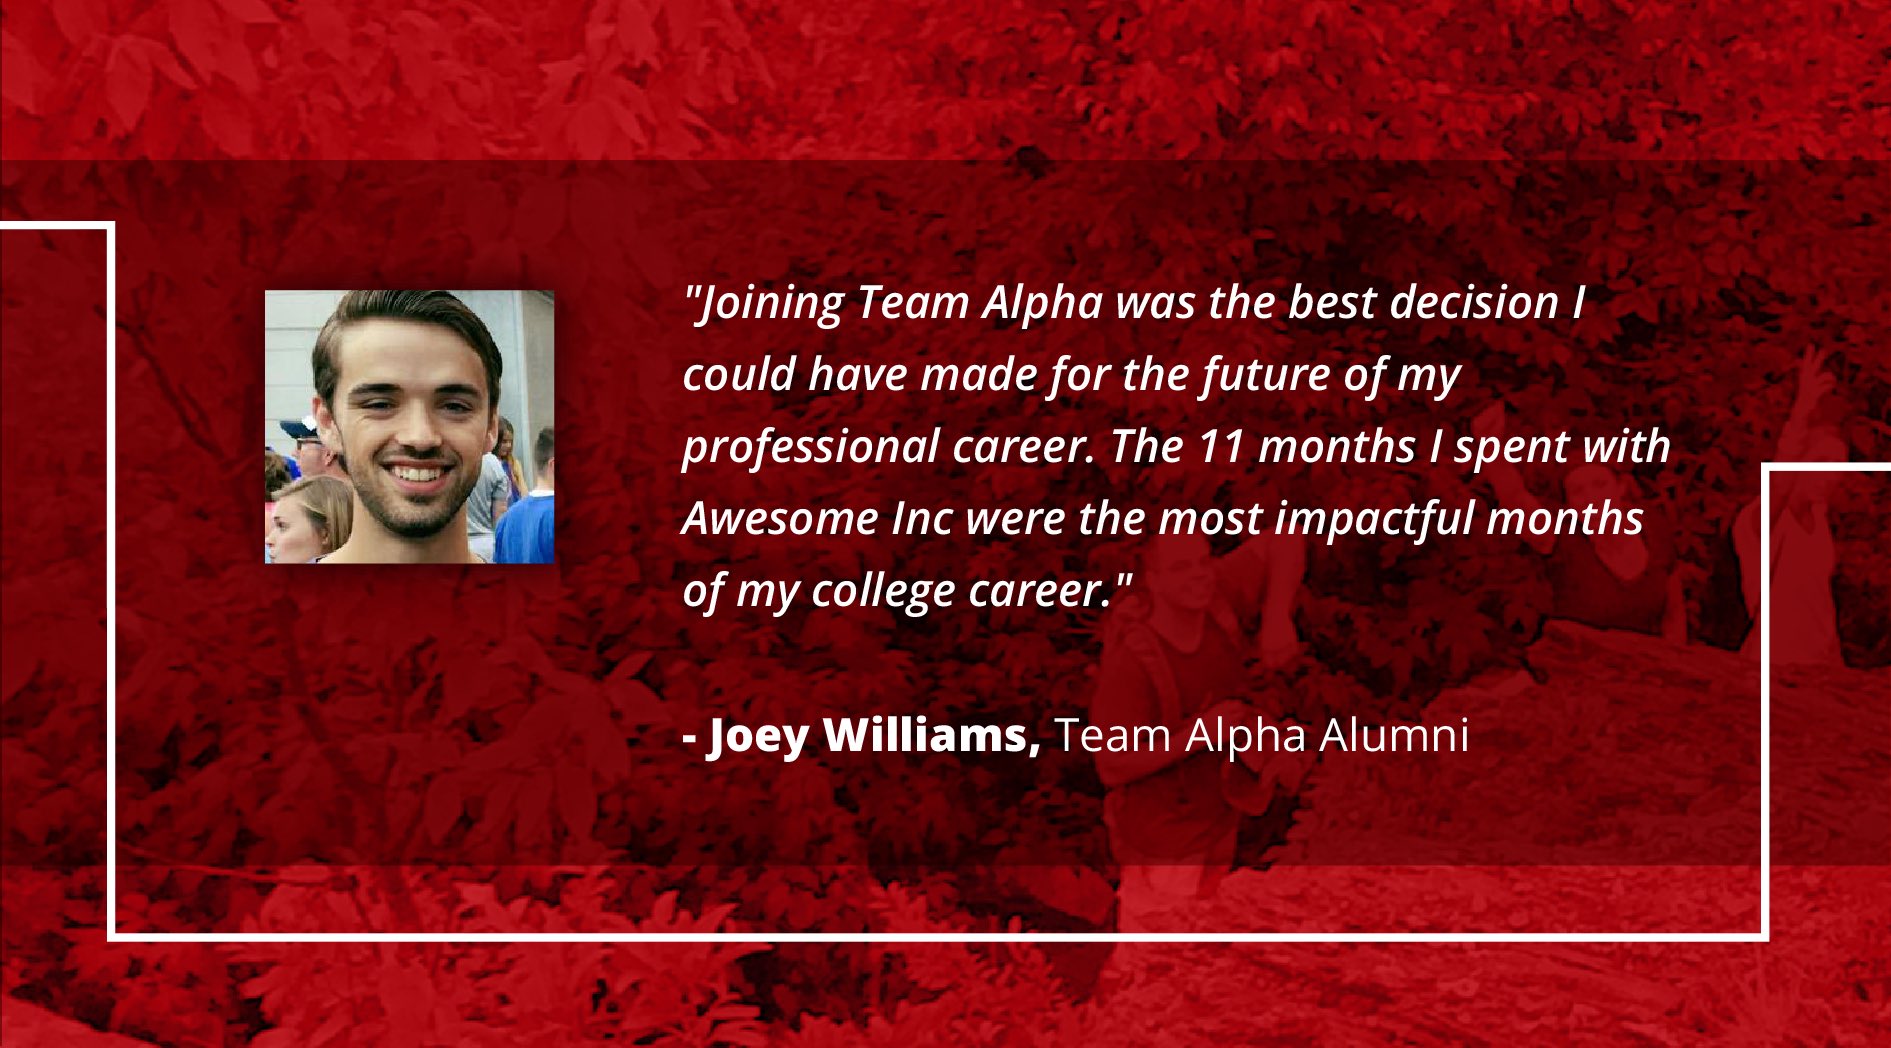 "Joining Team Alpha was the best decision I
could have made for the future of my
professional career. The 11 months I spent with
Awesome Inc were the most impactful months
of my college career."
- Joey Williams, Team Alpha Alumni